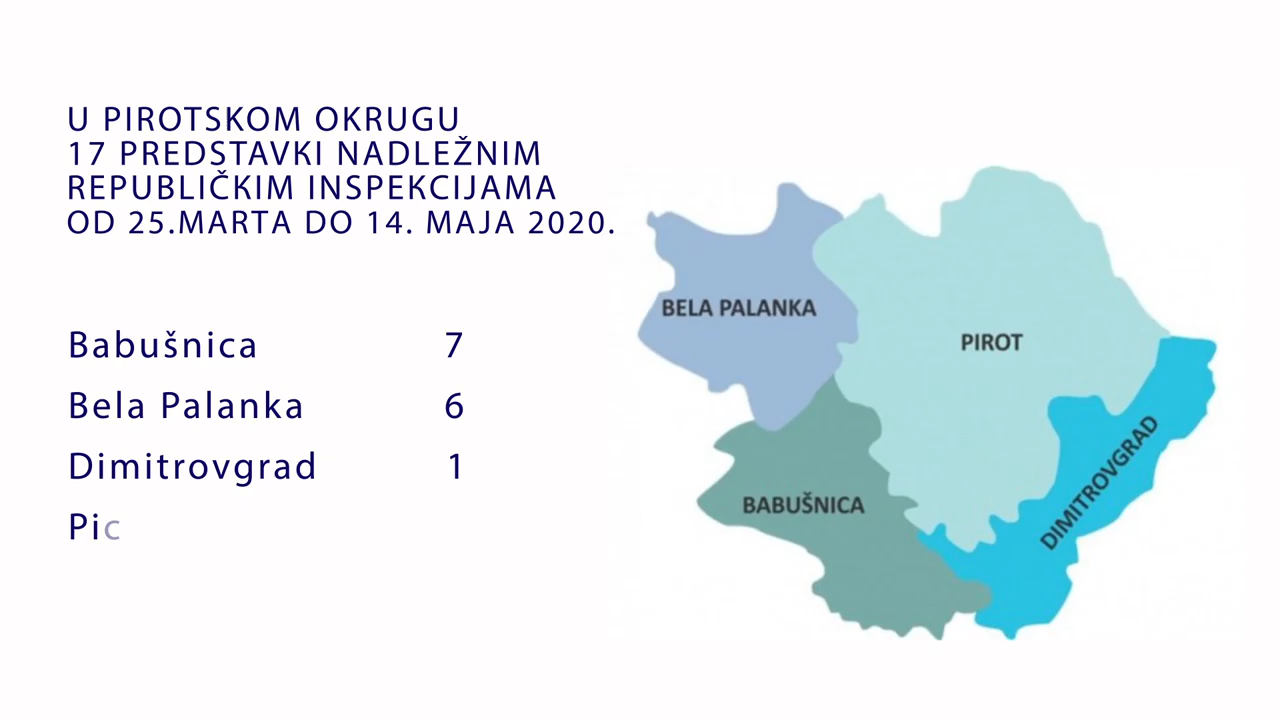 U PIROTSKOM OKRUGU
17 PREDSTAVKI NADLEŽNIM
REPUBLIČKIM INSPEKCIJAMA
OD 25.MARTA DO 14. MAJA 2020.
Babušnica 7
Bela Palanka 6
Dimitrovgrad 1
Pic
BELA PALANKA
PIROT
BABUŠNICA
DIMITROVGRAD